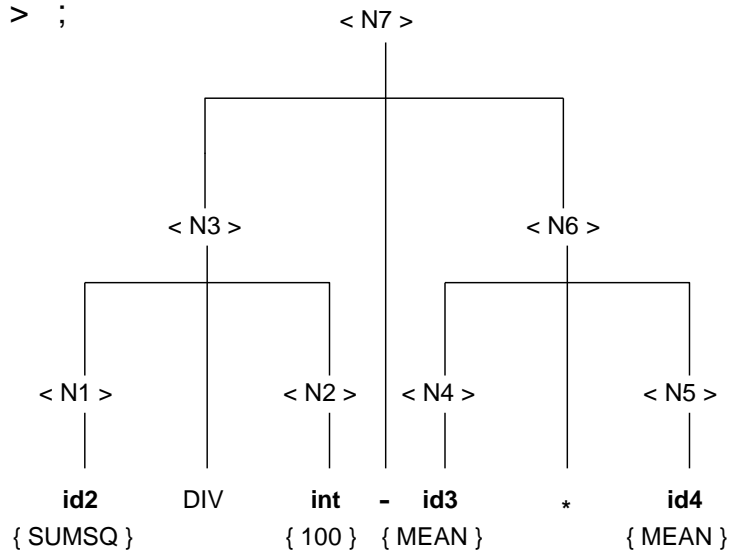 > ;
< N7 >
< N3 > < N6 >
< N1 > < N2 > < N4 > < N5 >
id2 DIV int - id3 * id4
{ SUMSQ } { 100 } { MEAN } { MEAN }